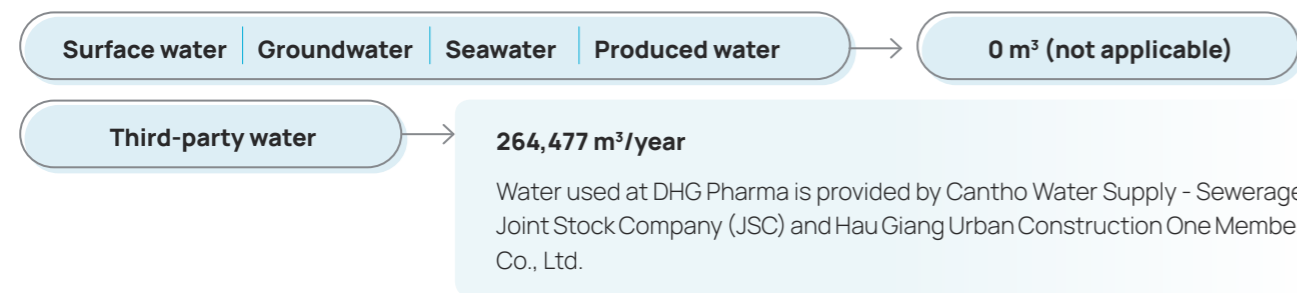 Surface water Groundwater Seawater Produced water 0 m³ (not applicable)
Third-party water
264,477 m³/year
Water used at DHG Pharma is provided by Cantho Water Supply - Sewerage
Joint Stock Company (JSC) and Hau Giang Urban Construction One Membe
Co., Ltd.